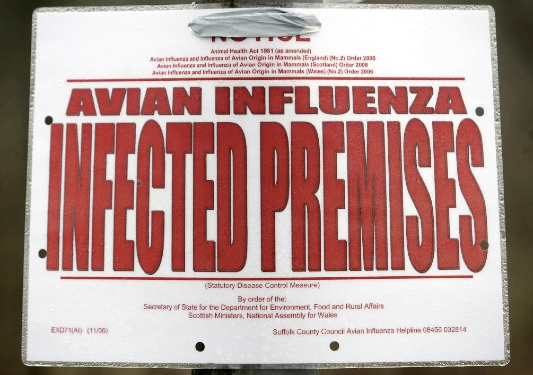 NOTICE
Animal Health Act 1981 (as amended)
Avian Influenza and Influenza of Avian Origin in Mammals (England) (No.2) Order 2006
Avian Influenza and Influenza of Avian Origin in Mammals (Scotland) Order 2006
Avian Influenza and Influenza of Avian Origin in Mammals (Wales) (No.2) Order 2006
AVIAN INFLUENZA
INFECTED PREMISES
(Statutory Disease Control Measure)
By order of the:
Secretary of State for the Department for Environment, Food and Rural Affairs
Scottish Ministers, National Assembly for Wales
EXD71(AI) (11/06) Suffolk County Council Avian Influenza Helpline 08456 032814